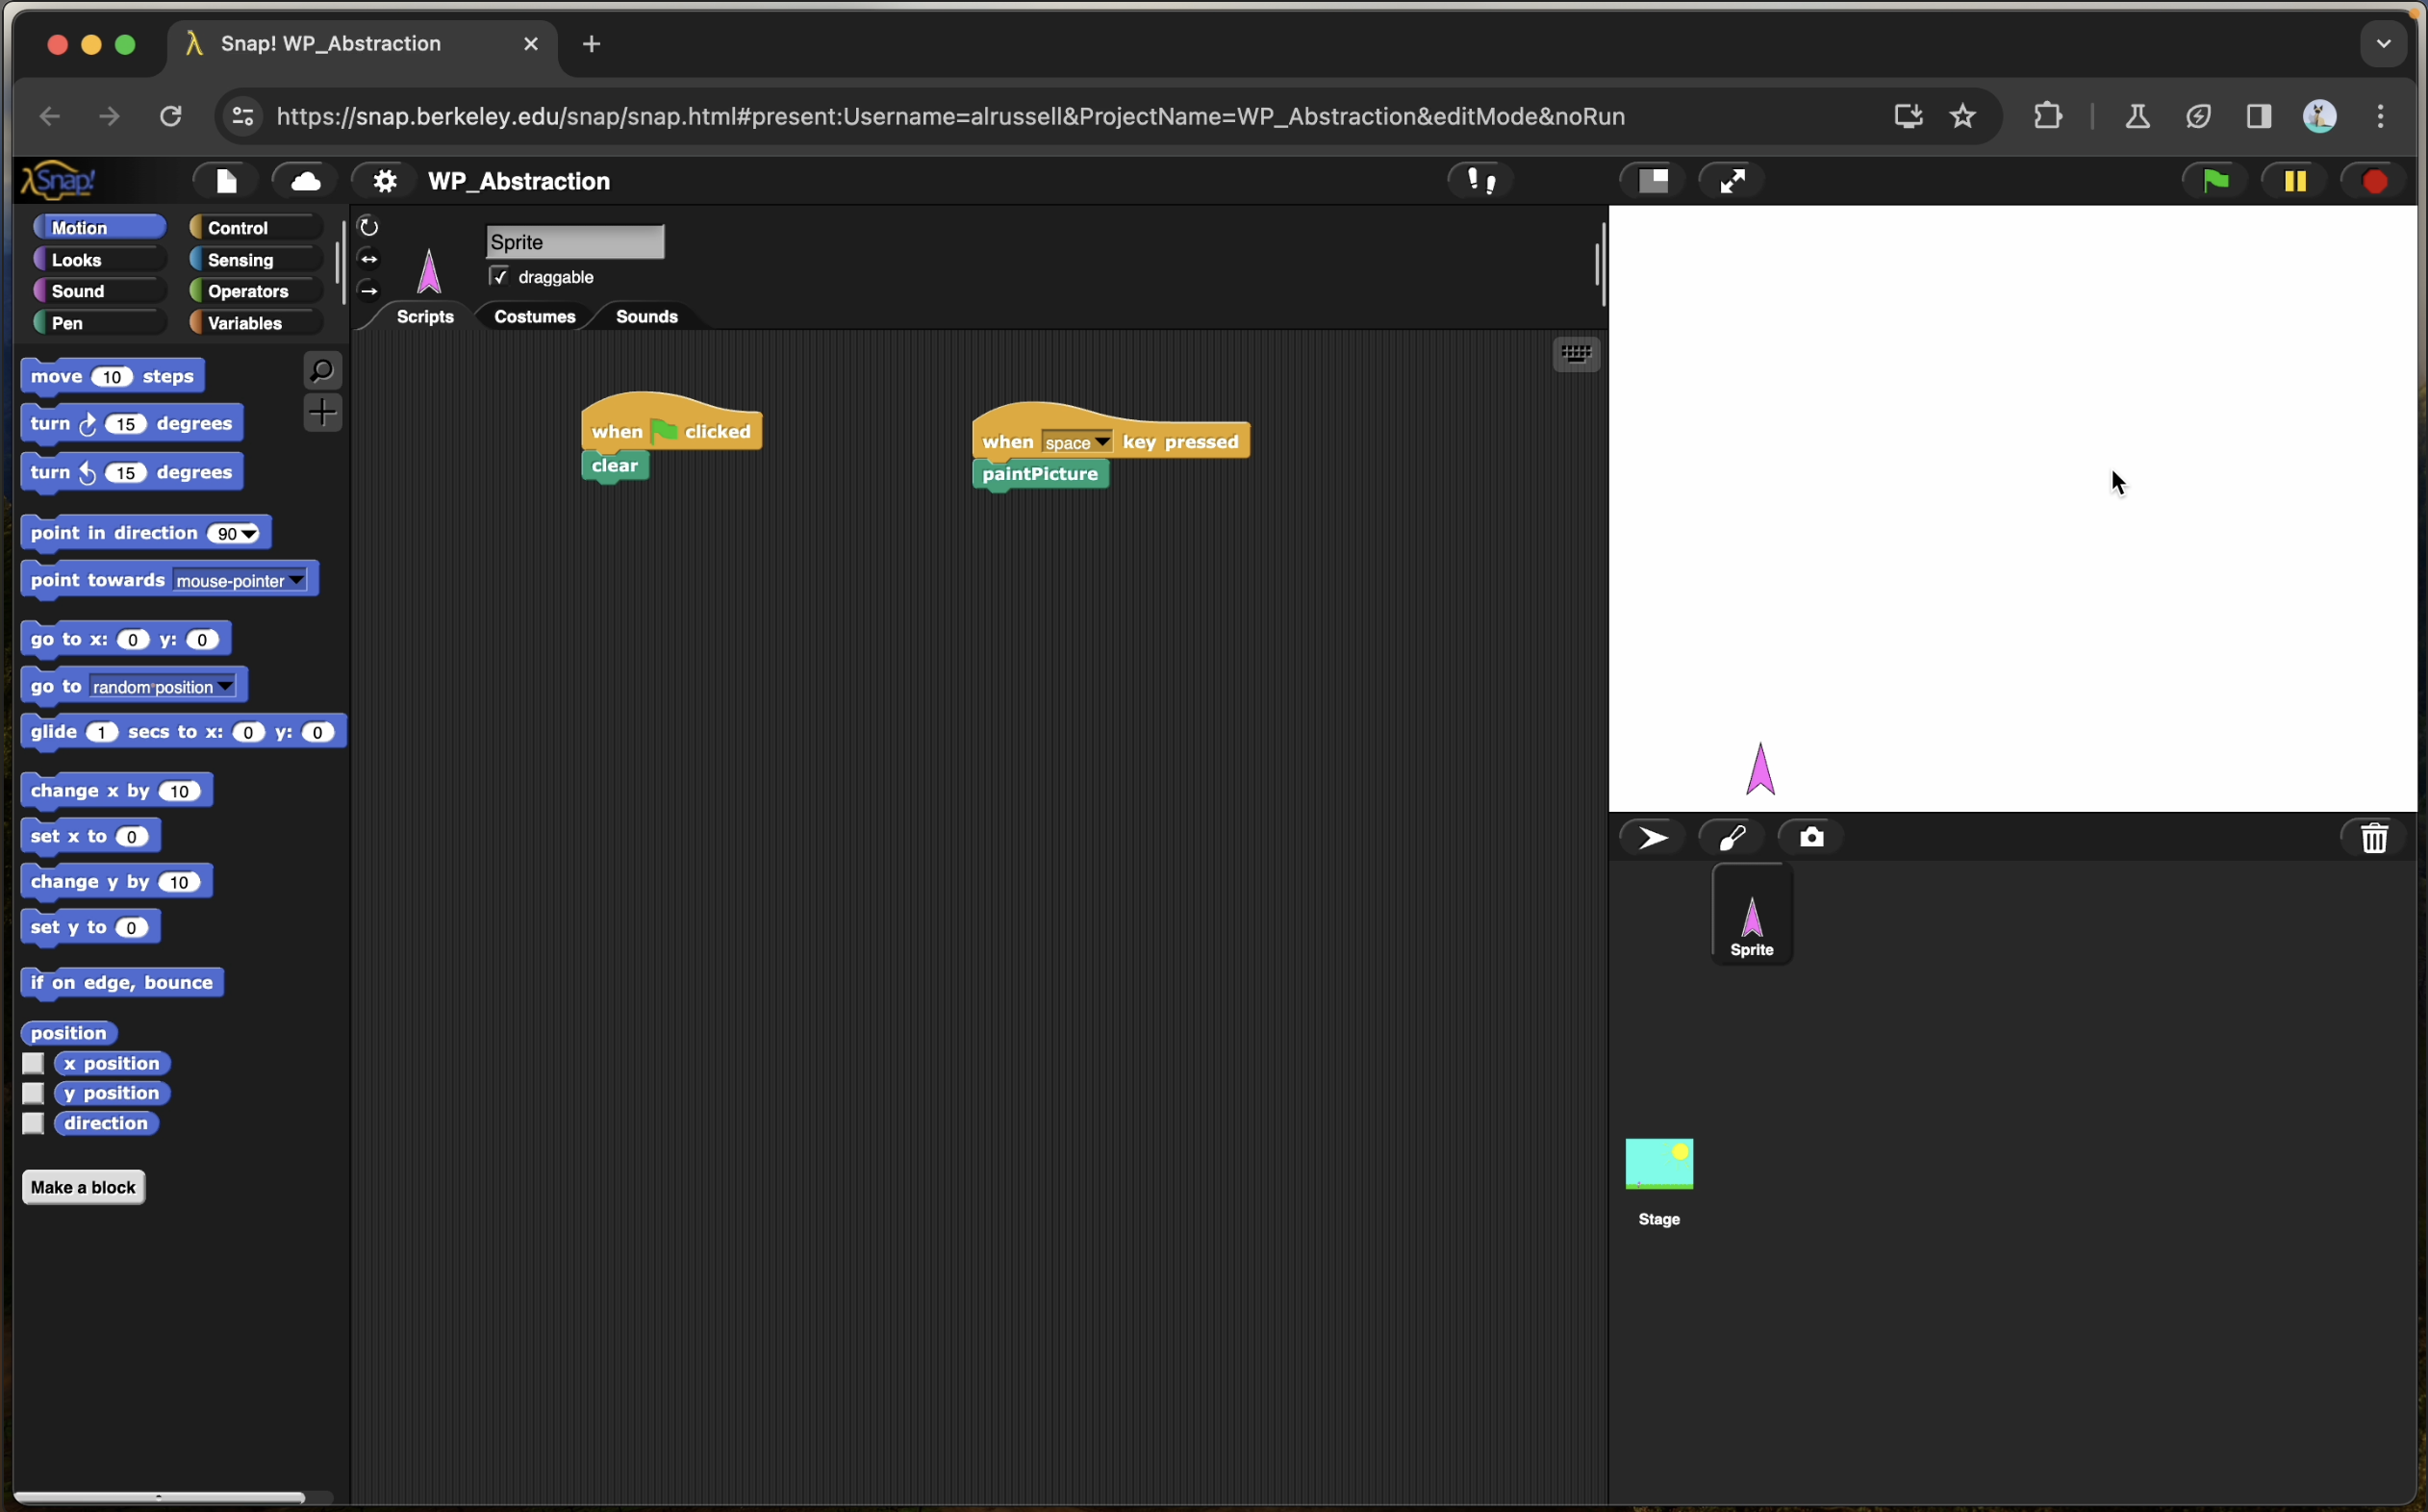 Snap! WP_Abstraction
https://snap.berkeley.edu/snap/snap.html#present:Username=alrussell&ProjectName=WP_Abstraction&editMode&noRun
λSnap!
WP_Abstraction
Motion
Control
Looks
Sensing
Sound
Operators
Pen
Variables
Sprite
draggable
Scripts
Costumes
Sounds
move 10 steps
turn 15 degrees
turn 15 degrees
point in direction 90
point towards mouse-pointer
go to x: 0 y: 0
go to random position
glide 1 secs to x: 0 y: 0
change x by 10
set x to 0
change y by 10
set y to 0
if on edge, bounce
position
x position
y position
direction
Make a block
when clicked
clear
when space key pressed
paintPicture
Sprite
Stage